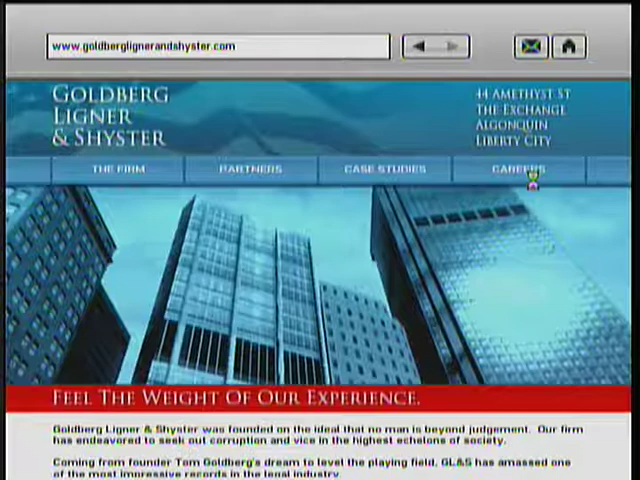 www.goldberglignerandshyster.com
GOLDBERG
LIGNER
& SHYSTER
44 AMETHYST ST
THE EXCHANGE
ALGONQUIN
LIBERTY CITY
THE FIRM
PARTNERS
CASE STUDIES
CAREERS
FEEL THE WEIGHT OF OUR EXPERIENCE.
Goldberg Ligner & Shyster was founded on the ideal that no man is beyond judgement. Our firm
has endeavored to seek out corruption and vice in the highest echelons of society.
Coming from founder Tom Goldberg's dream to level the playing field, GL&S has amassed one
of the most impressive records in the legal industry.